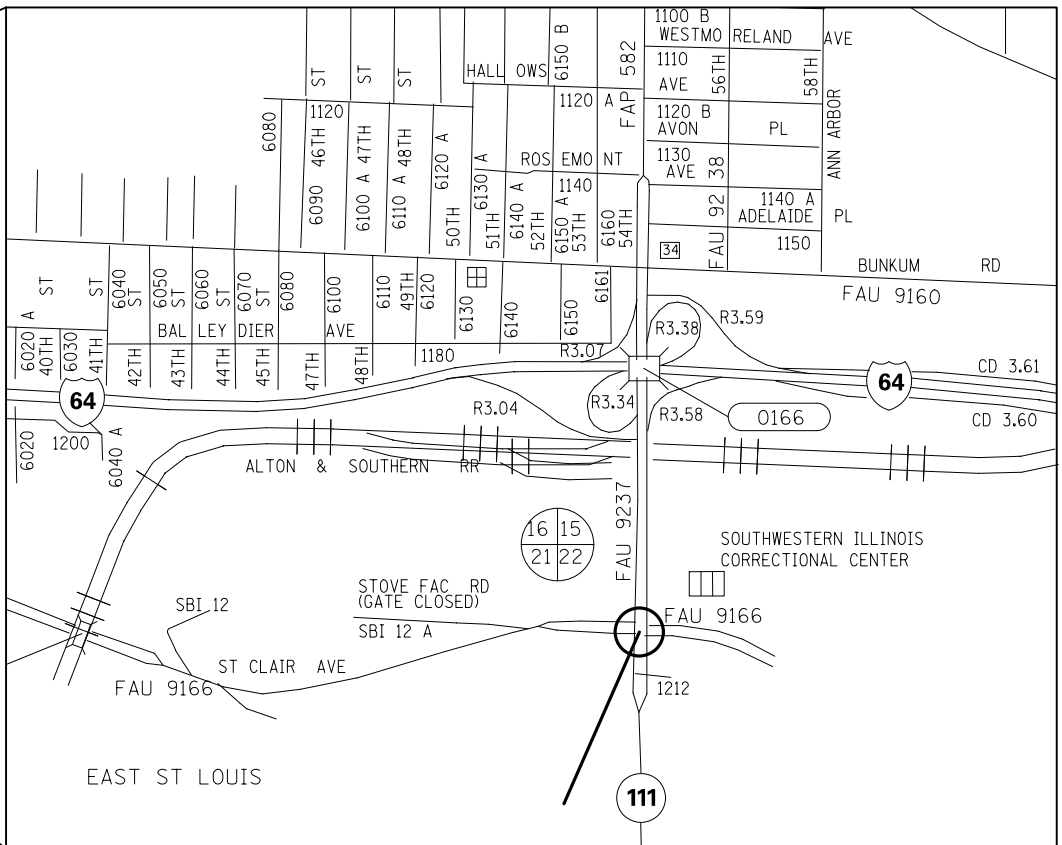 1100 B
WESTMO RELAND AVE
1110
AVE
56TH
58TH
FAP 582
6150 B
HALL OWS
ST
ST
ST
1120
1120 A
1120 B
AVON PL
ANN ARBOR
6080
6090 46TH
6100 A 47TH
6110 A 48TH
6120 A
50TH
6130 A
51TH
ROS EMO NT
1130
AVE
38
6140 A
52TH
1140
6150 A
53TH
6160
54TH
FAU 92
1140 A
ADELAIDE PL
34
1150
BUNKUM RD
FAU 9160
ST
ST
6020 A
40TH
6030
41TH
6040
ST
42TH
6050
ST
43TH
6060
ST
44TH
6070
ST
45TH
6080
47TH
6100
48TH
6110
49TH
6120
6130
6140
6150
6161
BAL LEY DIER AVE
1180
R3.07
R3.38
R3.59
CD 3.61
64
64
R3.34
R3.04
R3.58
0166
CD 3.60
6020
1200
6040 A
ALTON & SOUTHERN RR
FAU 9237
16 15
21 22
SOUTHWESTERN ILLINOIS
CORRECTIONAL CENTER
STOVE FAC RD
(GATE CLOSED)
SBI 12
SBI 12 A
FAU 9166
ST CLAIR AVE
FAU 9166
1212
EAST ST LOUIS
111